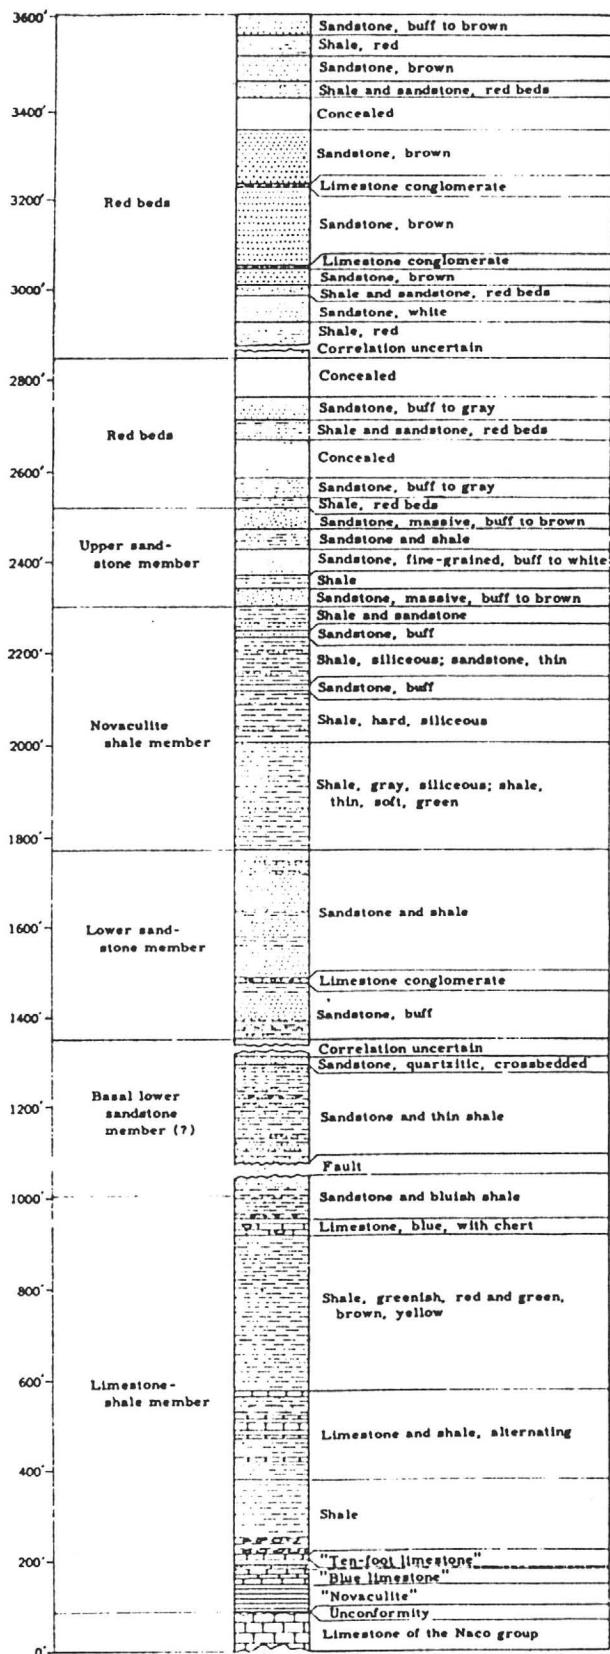 3600'
3400'
3200'
3000'
2800'
2600'
2400'
2200'
2000'
1800'
1600'
1400'
1200'
1000'
800'
600'
400'
200'
0'
Red beds
Red beds
Upper sand-
stone member
Novaculite
shale member
Lower sand-
stone member
Basal lower
sandstone
member (?)
Limestone-
shale member
Sandstone, buff to brown
Shale, red
Sandstone, brown
Shale and sandstone, red beds
Concealed
Sandstone, brown
Limestone conglomerate
Sandstone, brown
Limestone conglomerate
Sandstone, brown
Shale and sandstone, red beds
Sandstone, white
Shale, red
Correlation uncertain
Concealed
Sandstone, buff to gray
Shale and sandstone, red beds
Concealed
Sandstone, buff to gray
Shale, red beds
Sandstone, massive, buff to brown
Sandstone and shale
Sandstone, fine-grained, buff to white
Shale
Sandstone, massive, buff to brown
Shale and sandstone
Sandstone, buff
Shale, siliceous; sandstone, thin
Sandstone, buff
Shale, hard, siliceous
Shale, gray, siliceous; shale,
thin, soft, green
Sandstone and shale
Limestone conglomerate
Sandstone, buff
Correlation uncertain
Sandstone, quartzitic, crossbedded
Sandstone and thin shale
Fault
Sandstone and bluish shale
Limestone, blue, with chert
Shale, greenish, red and green,
brown, yellow
Limestone and shale, alternating
Shale
"Ten-foot limestone"
"Blue limestone"
"Novaculite"
Unconformity
Limestone of the Naco group